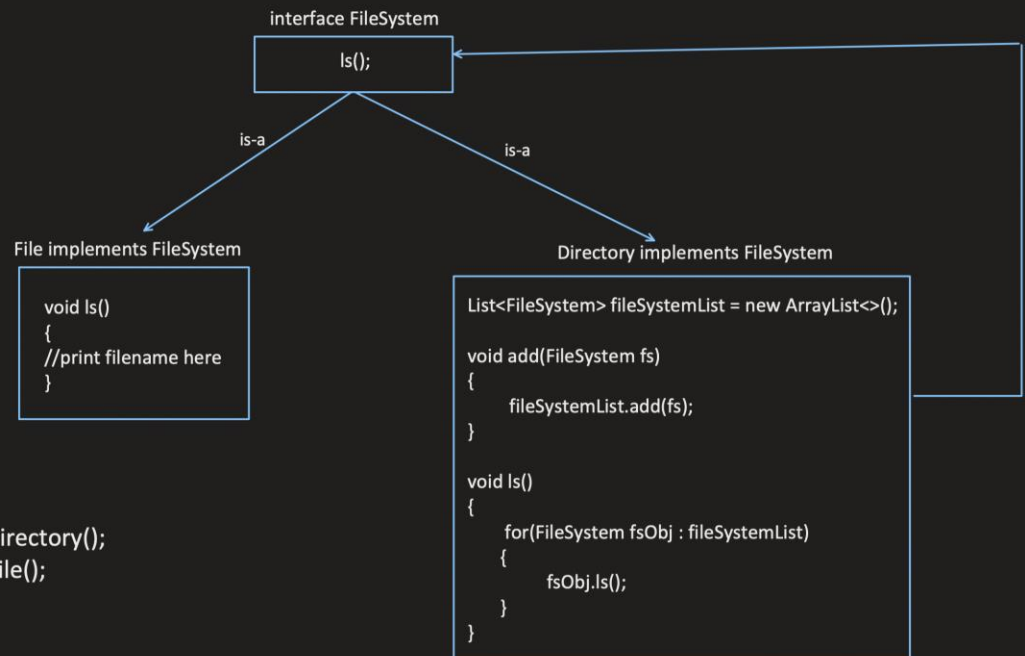 interface FileSystem
ls();
is-a
is-a
File implements FileSystem
void ls()
{
//print filename here
}
Directory implements FileSystem
List<FileSystem> fileSystemList = new ArrayList<>();
void add(FileSystem fs)
{
fileSystemList.add(fs);
}
void ls()
{
for(FileSystem fsObj : fileSystemList)
{
fsObj.ls();
}
}
irectory();
ile();